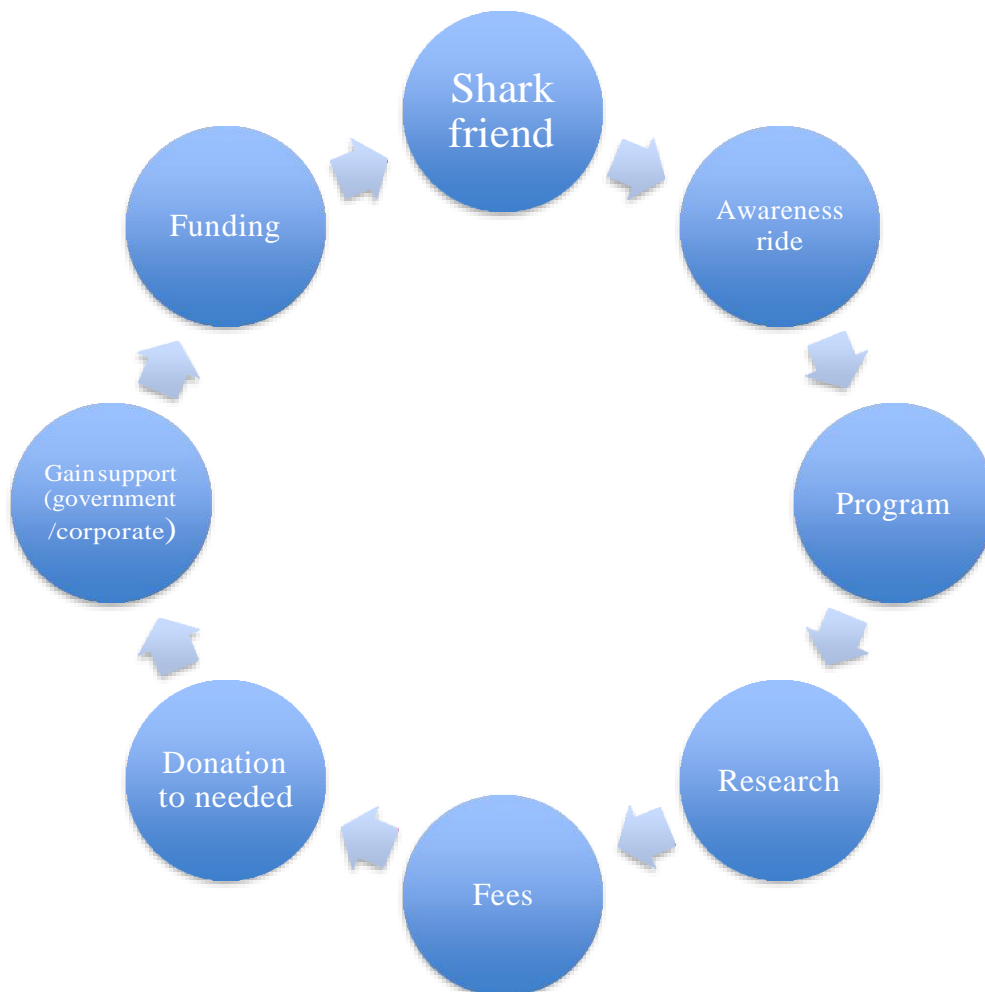 Shark
friend
Awareness
ride
Program
Research
Fees
Donation
to needed
Gain support
(government
/corporate)
Funding